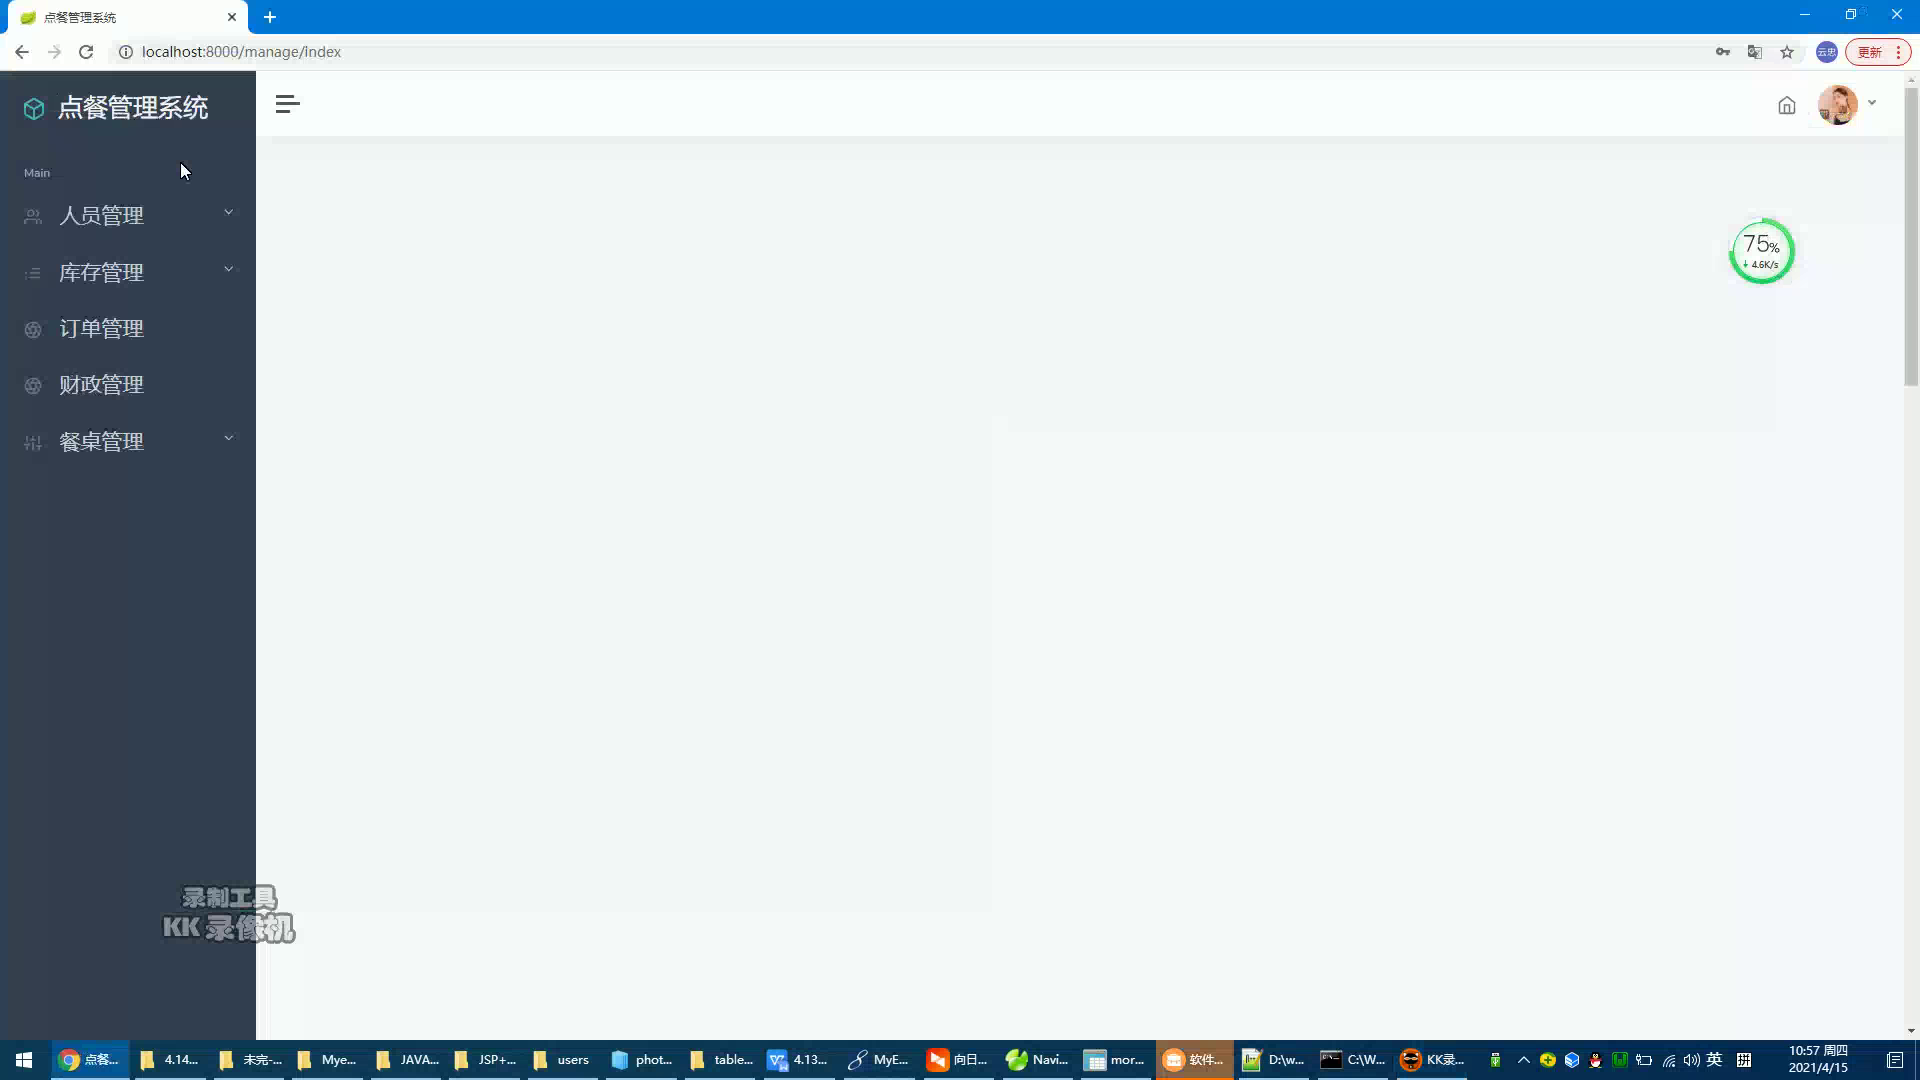 点餐管理系统
localhost:8000/manage/index
云忠
更新
点餐管理系统
Main
人员管理
库存管理
订单管理
财政管理
餐桌管理
75%
4.6K/s
录制工具
KK 录像机
点餐...
4.14...
未完-...
Mye...
JAVA...
JSP+...
users
phot...
table...
4.13...
MyE...
向日...
Navi...
mor...
软件...
D:\w...
C:\W...
KK录...
英
拼
10:57 周四
2021/4/15